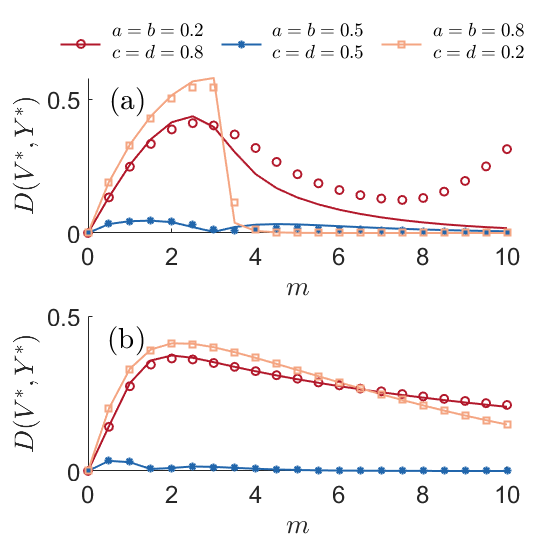 a = b = 0.2 a = b = 0.5 a = b = 0.8
c = d = 0.8 c = d = 0.5 c = d = 0.2
(a)
D(V*, Y*)
0.5
0
0 2 4 6 8 10
m
(b)
D(V*, Y*)
0.5
0
0 2 4 6 8 10
m